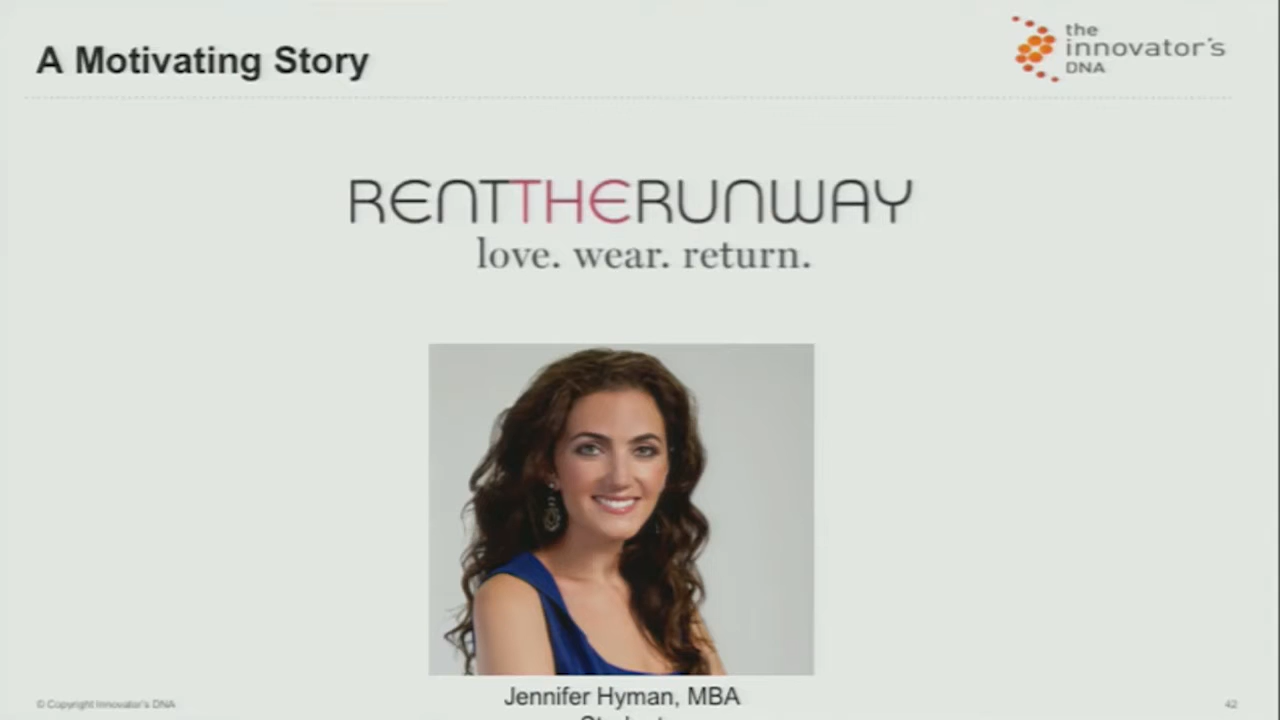 A Motivating Story
the
innovator's
DNA
RENTTHERUNWAY
love. wear. return.
Jennifer Hyman, MBA
Student
© Copyright Innovator's DNA
42